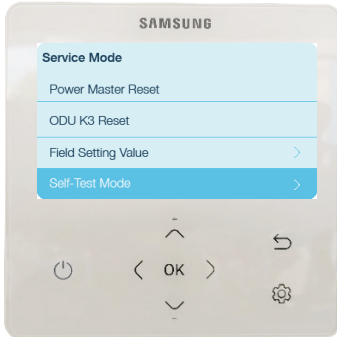 SAMSUNG
Service Mode
Power Master Reset
ODU K3 Reset
Field Setting Value
Self-Test Mode
OK